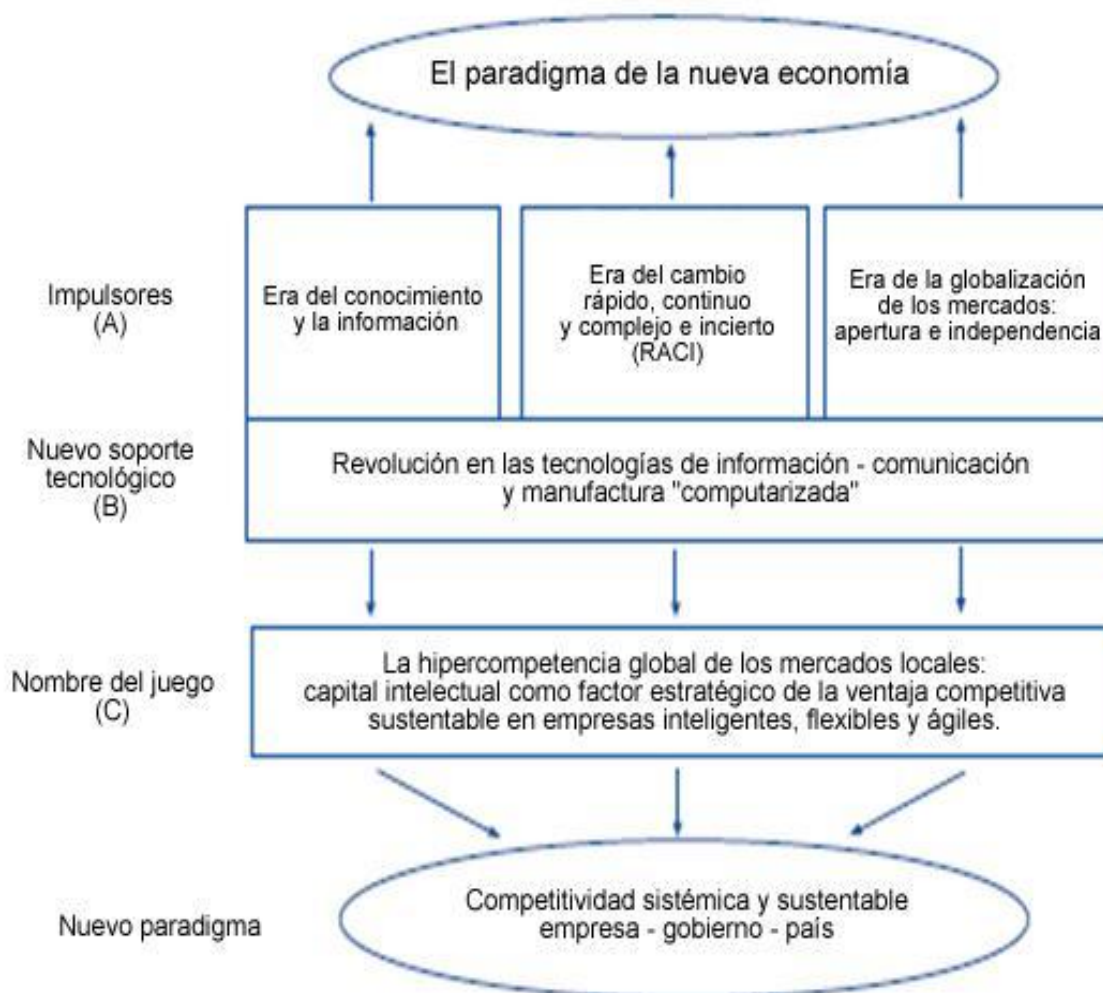 El paradigma de la nueva economía
Impulsores
(A)
Era del conocimiento
y la información
Era del cambio
rápido, continuo
y complejo e incierto
(RACI)
Era de la globalización
de los mercados:
apertura e independencia
Nuevo soporte
tecnológico
(B)
Revolución en las tecnologías de información - comunicación
y manufactura "computarizada"
Nombre del juego
(C)
La hipercompetencia global de los mercados locales:
capital intelectual como factor estratégico de la ventaja competitiva
sustentable en empresas inteligentes, flexibles y ágiles.
Nuevo paradigma
Competitividad sistémica y sustentable
empresa - gobierno - país